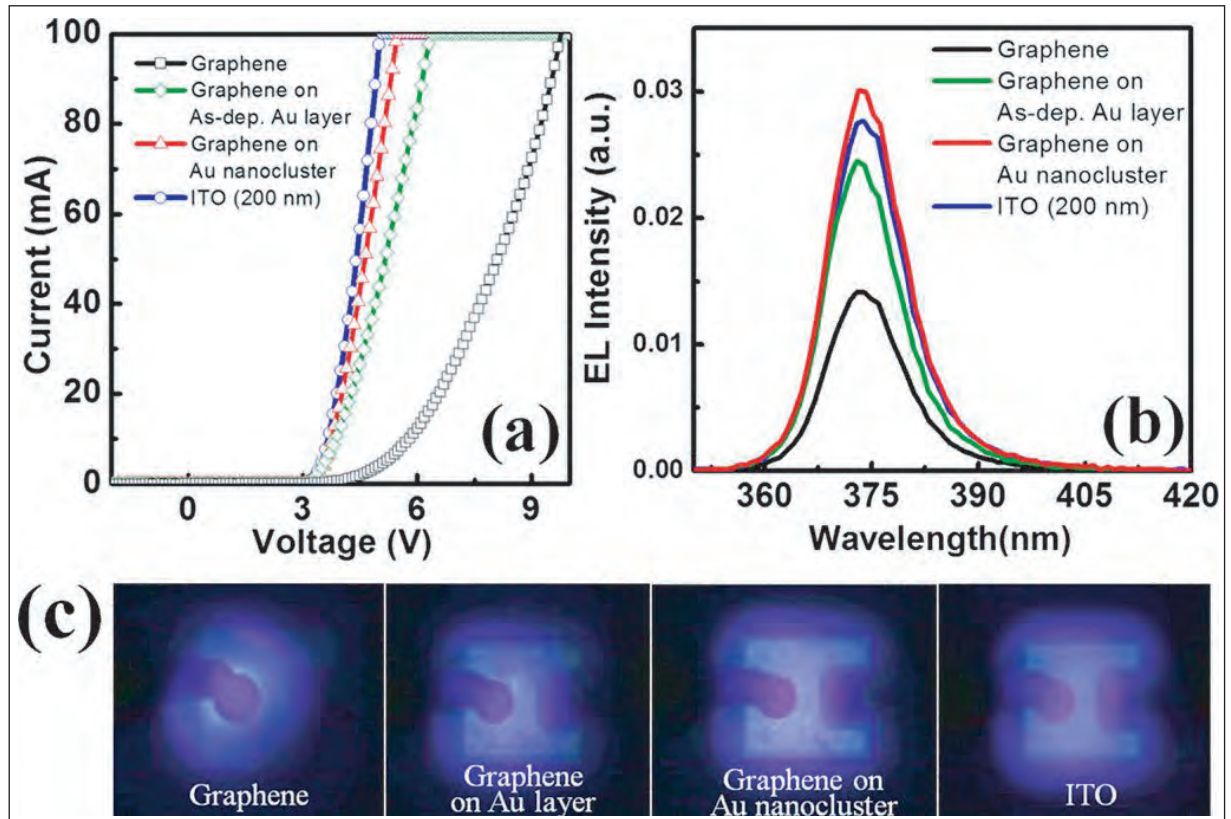 100
80
60
40
20
0
Current (mA)
Graphene
Graphene on
As-dep. Au layer
Graphene on
Au nanocluster
ITO (200 nm)
(a)
0 3 6 9
Voltage (V)
0.03
0.02
0.01
0.00
EL Intensity (a.u.)
Graphene
Graphene on
As-dep. Au layer
Graphene on
Au nanocluster
ITO (200 nm)
(b)
360 375 390 405 420
Wavelength(nm)
(c)
Graphene
Graphene
on Au layer
Graphene on
Au nanocluster
ITO